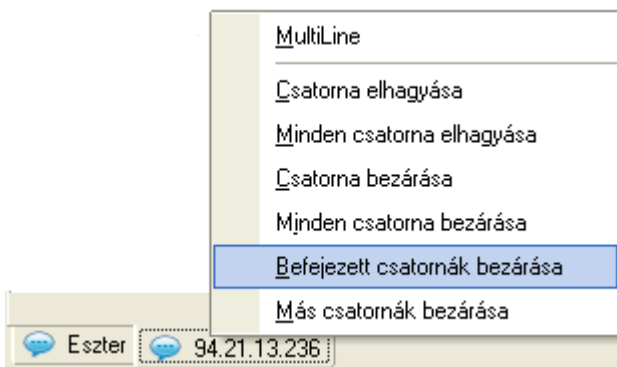 MultiLine
Csatorna elhagyása
Minden csatorna elhagyása
Csatorna bezárása
Minden csatorna bezárása
Befejezett csatornák bezárása
Más csatornák bezárása
Eszter 94.21.13.236